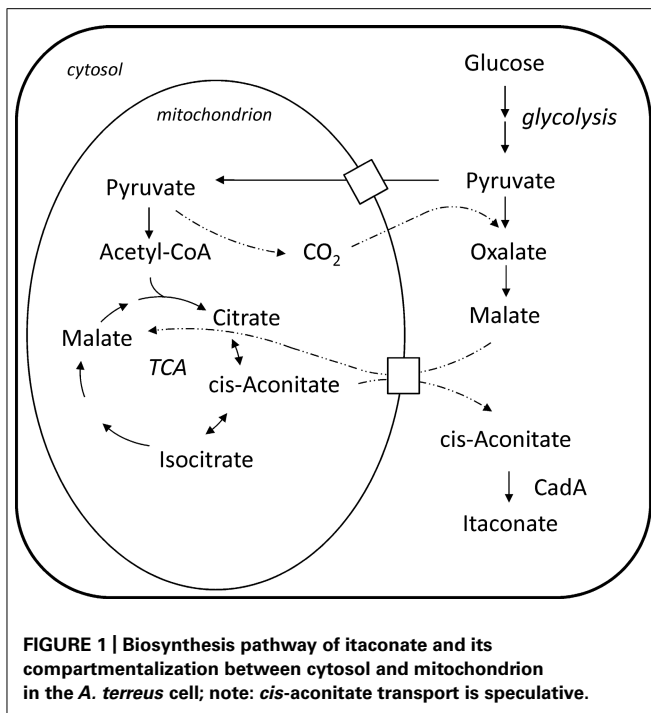 cytosol
Glucose
mitochondrion
glycolysis
Pyruvate
Pyruvate
Acetyl-CoA
CO2
Oxalate
Citrate
Malate
Malate
TCA
cis-Aconitate
cis-Aconitate
Isocitrate
CadA
Itaconate
FIGURE 1 | Biosynthesis pathway of itaconate and its
compartmentalization between cytosol and mitochondrion
in the A. terreus cell; note: cis-aconitate transport is speculative.